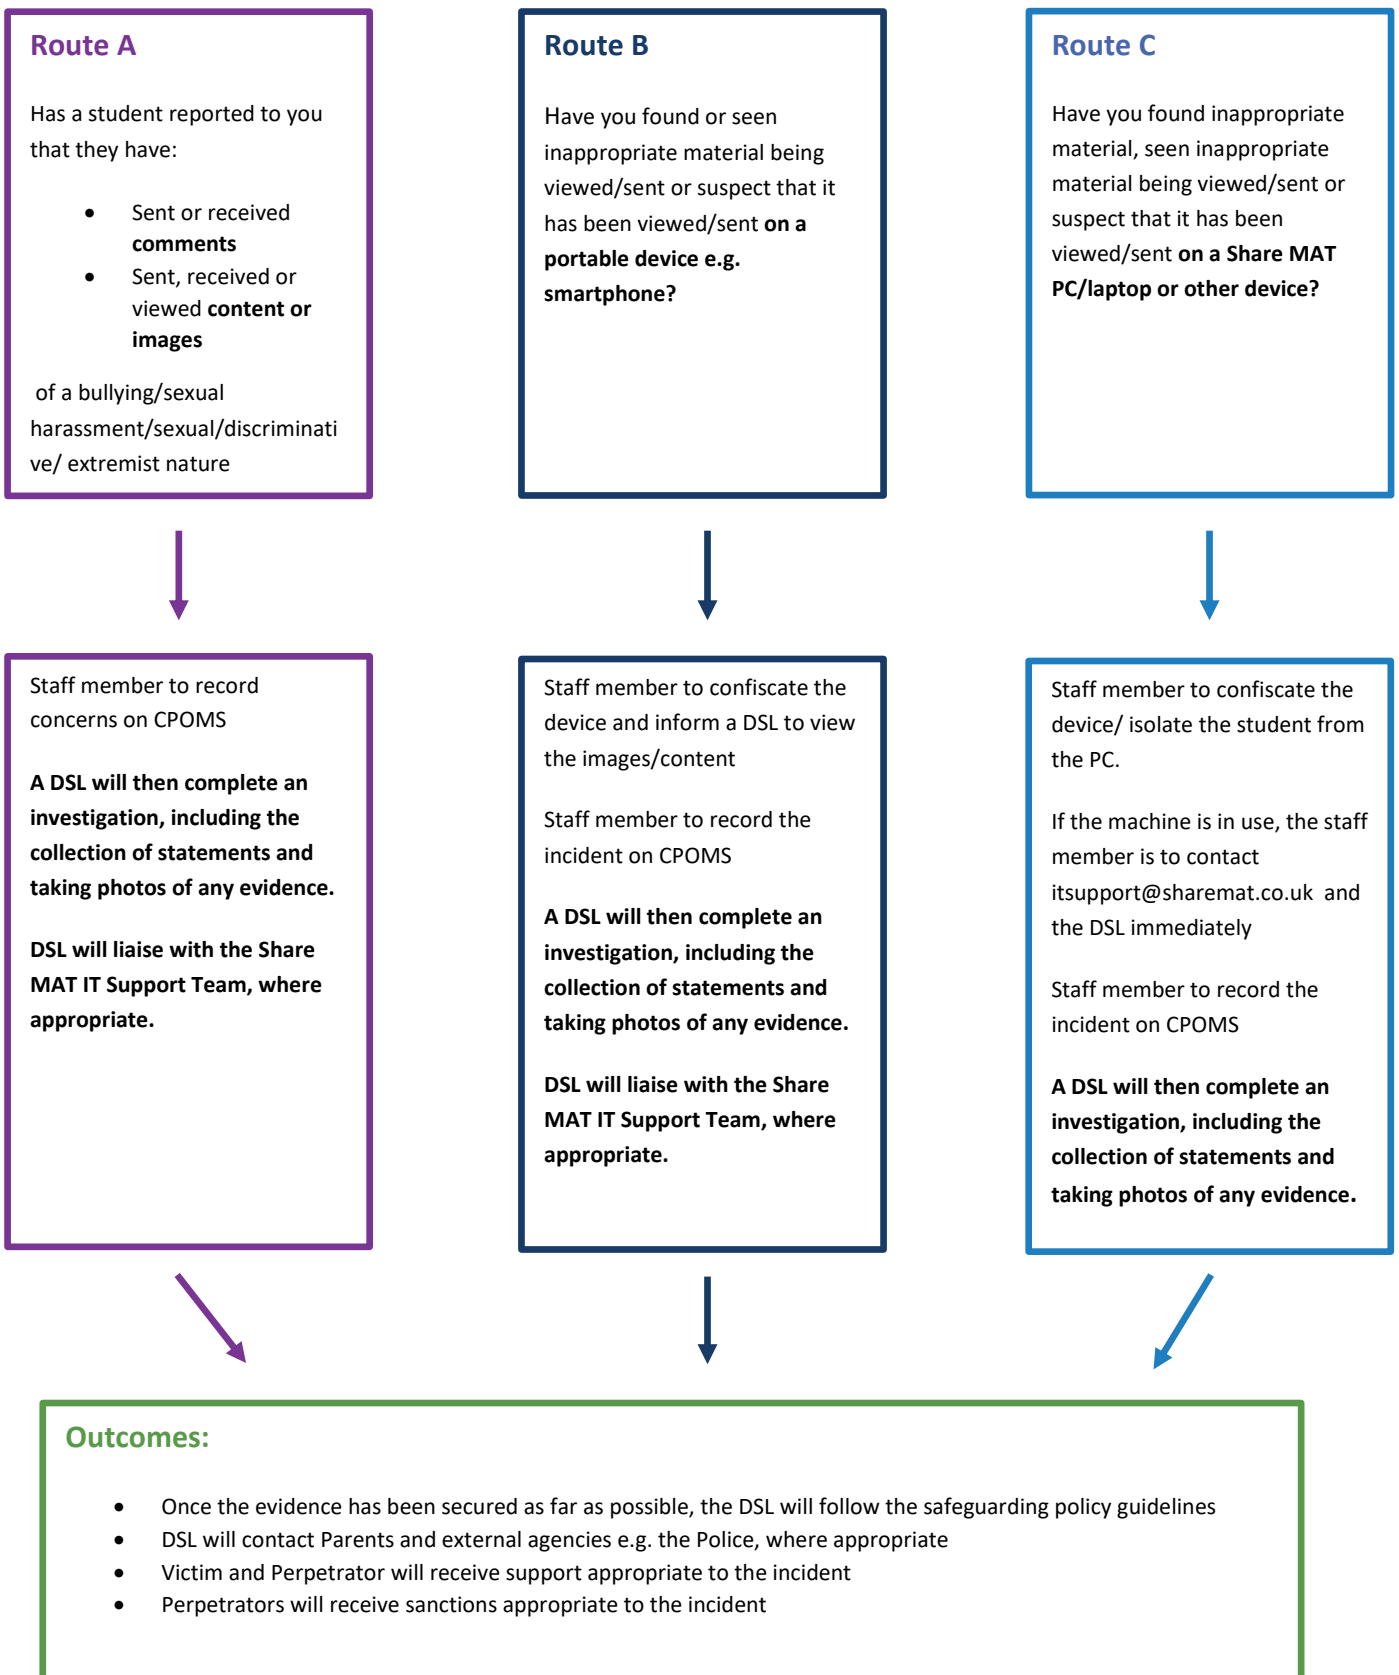 Route A
Has a student reported to you
that they have:
• Sent or received
comments
• Sent, received or
viewed content or
images
of a bullying/sexual
harassment/sexual/discriminati
ve/ extremist nature
Route B
Have you found or seen
inappropriate material being
viewed/sent or suspect that it
has been viewed/sent on a
portable device e.g.
smartphone?
Route C
Have you found inappropriate
material, seen inappropriate
material being viewed/sent or
suspect that it has been
viewed/sent on a Share MAT
PC/laptop or other device?
Staff member to record
concerns on CPOMS
A DSL will then complete an
investigation, including the
collection of statements and
taking photos of any evidence.
DSL will liaise with the Share
MAT IT Support Team, where
appropriate.
Staff member to confiscate the
device and inform a DSL to view
the images/content
Staff member to record the
incident on CPOMS
A DSL will then complete an
investigation, including the
collection of statements and
taking photos of any evidence.
DSL will liaise with the Share
MAT IT Support Team, where
appropriate.
Staff member to confiscate the
device/ isolate the student from
the PC.
If the machine is in use, the staff
member is to contact
itsupport@sharemat.co.uk and
the DSL immediately
Staff member to record the
incident on CPOMS
A DSL will then complete an
investigation, including the
collection of statements and
taking photos of any evidence.
Outcomes:
• Once the evidence has been secured as far as possible, the DSL will follow the safeguarding policy guidelines
• DSL will contact Parents and external agencies e.g. the Police, where appropriate
• Victim and Perpetrator will receive support appropriate to the incident
• Perpetrators will receive sanctions appropriate to the incident